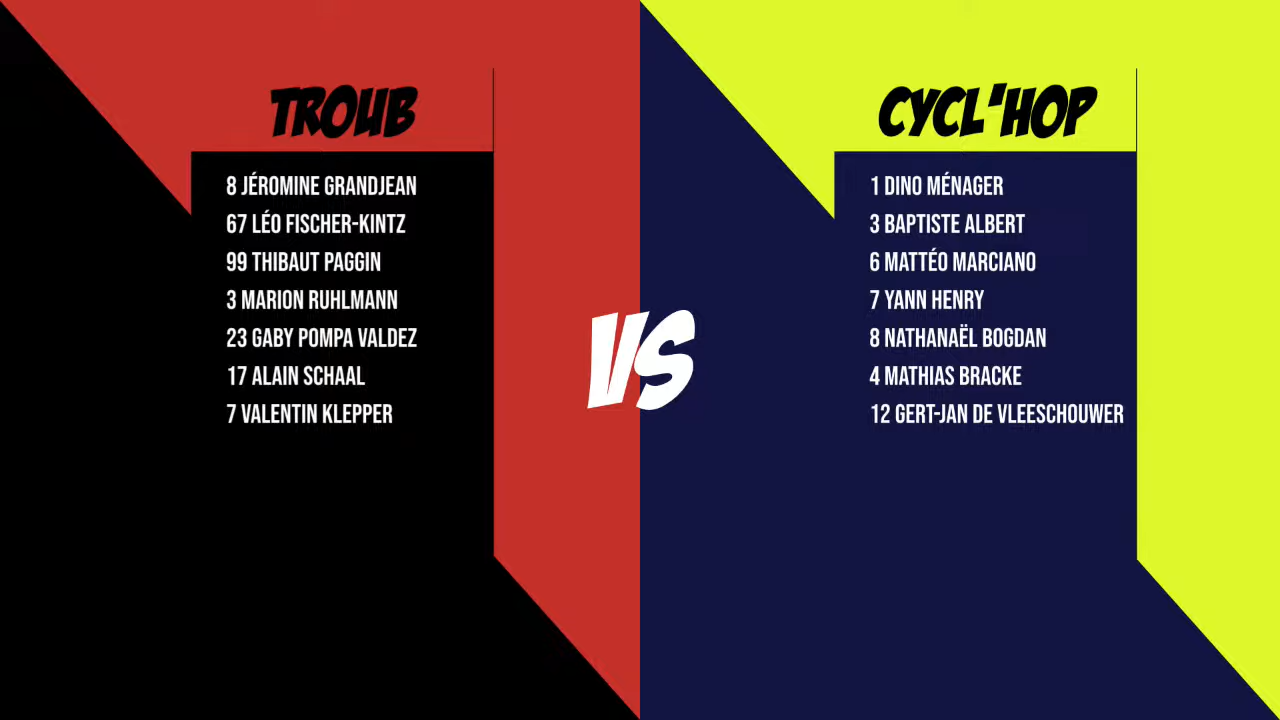 TROUB
8 JÉROMINE GRANDJEAN
67 LÉO FISCHER-KINTZ
99 THIBAUT PAGGIN
3 MARION RUHLMANN
23 GABY POMPA VALDEZ
17 ALAIN SCHAAL
7 VALENTIN KLEPPER
VS
CYCL'HOP
1 DINO MÉNAGER
3 BAPTISTE ALBERT
6 MATTÉO MARCIANO
7 YANN HENRY
8 NATHANAËL BOGDAN
4 MATHIAS BRACKE
12 GERT-JAN DE VLEESCHOUWER